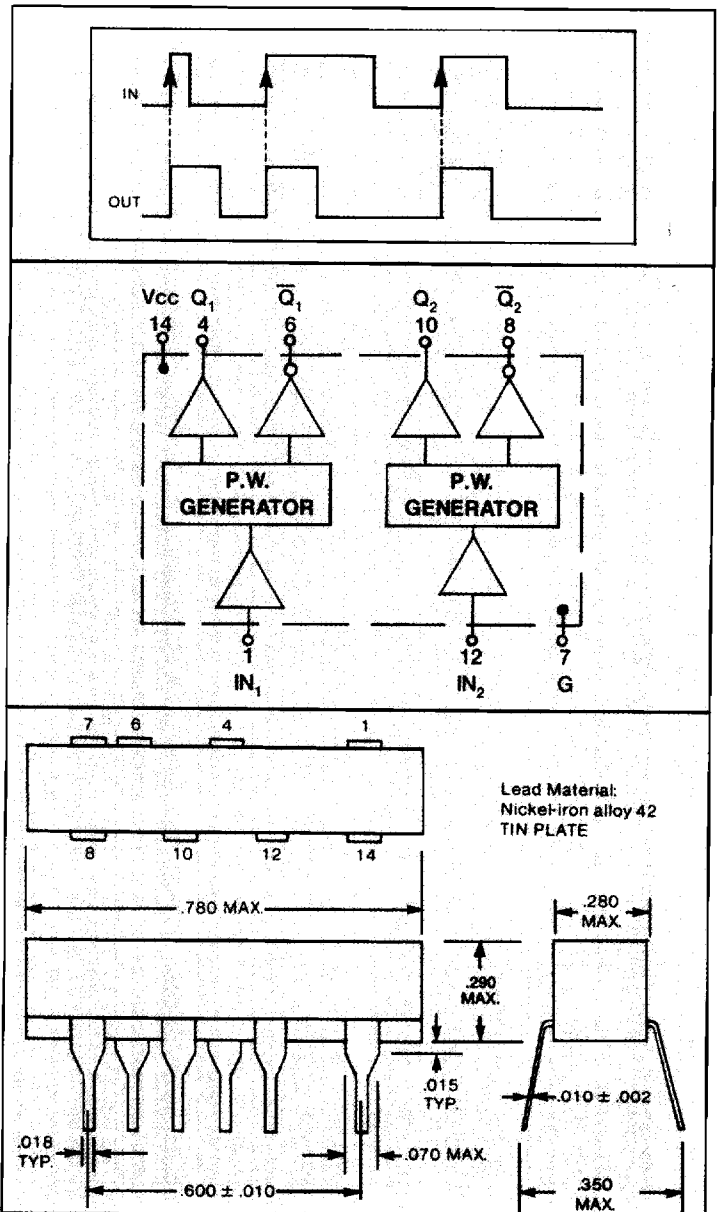 IN
OUT
Vcc Q₁ Q̅₁ Q₂ Q̅₂
14 4 6 10 8
P.W. GENERATOR
P.W. GENERATOR
1 12 7
IN₁ IN₂ G
7 6 4 1
Lead Material:
Nickel-iron alloy 42
TIN PLATE
8 10 12 14
.780 MAX.
.280
MAX.
.290
MAX.
.015
TYP.
.010 ± .002
.018
TYP.
.070 MAX.
.600 ± .010
.350
MAX.